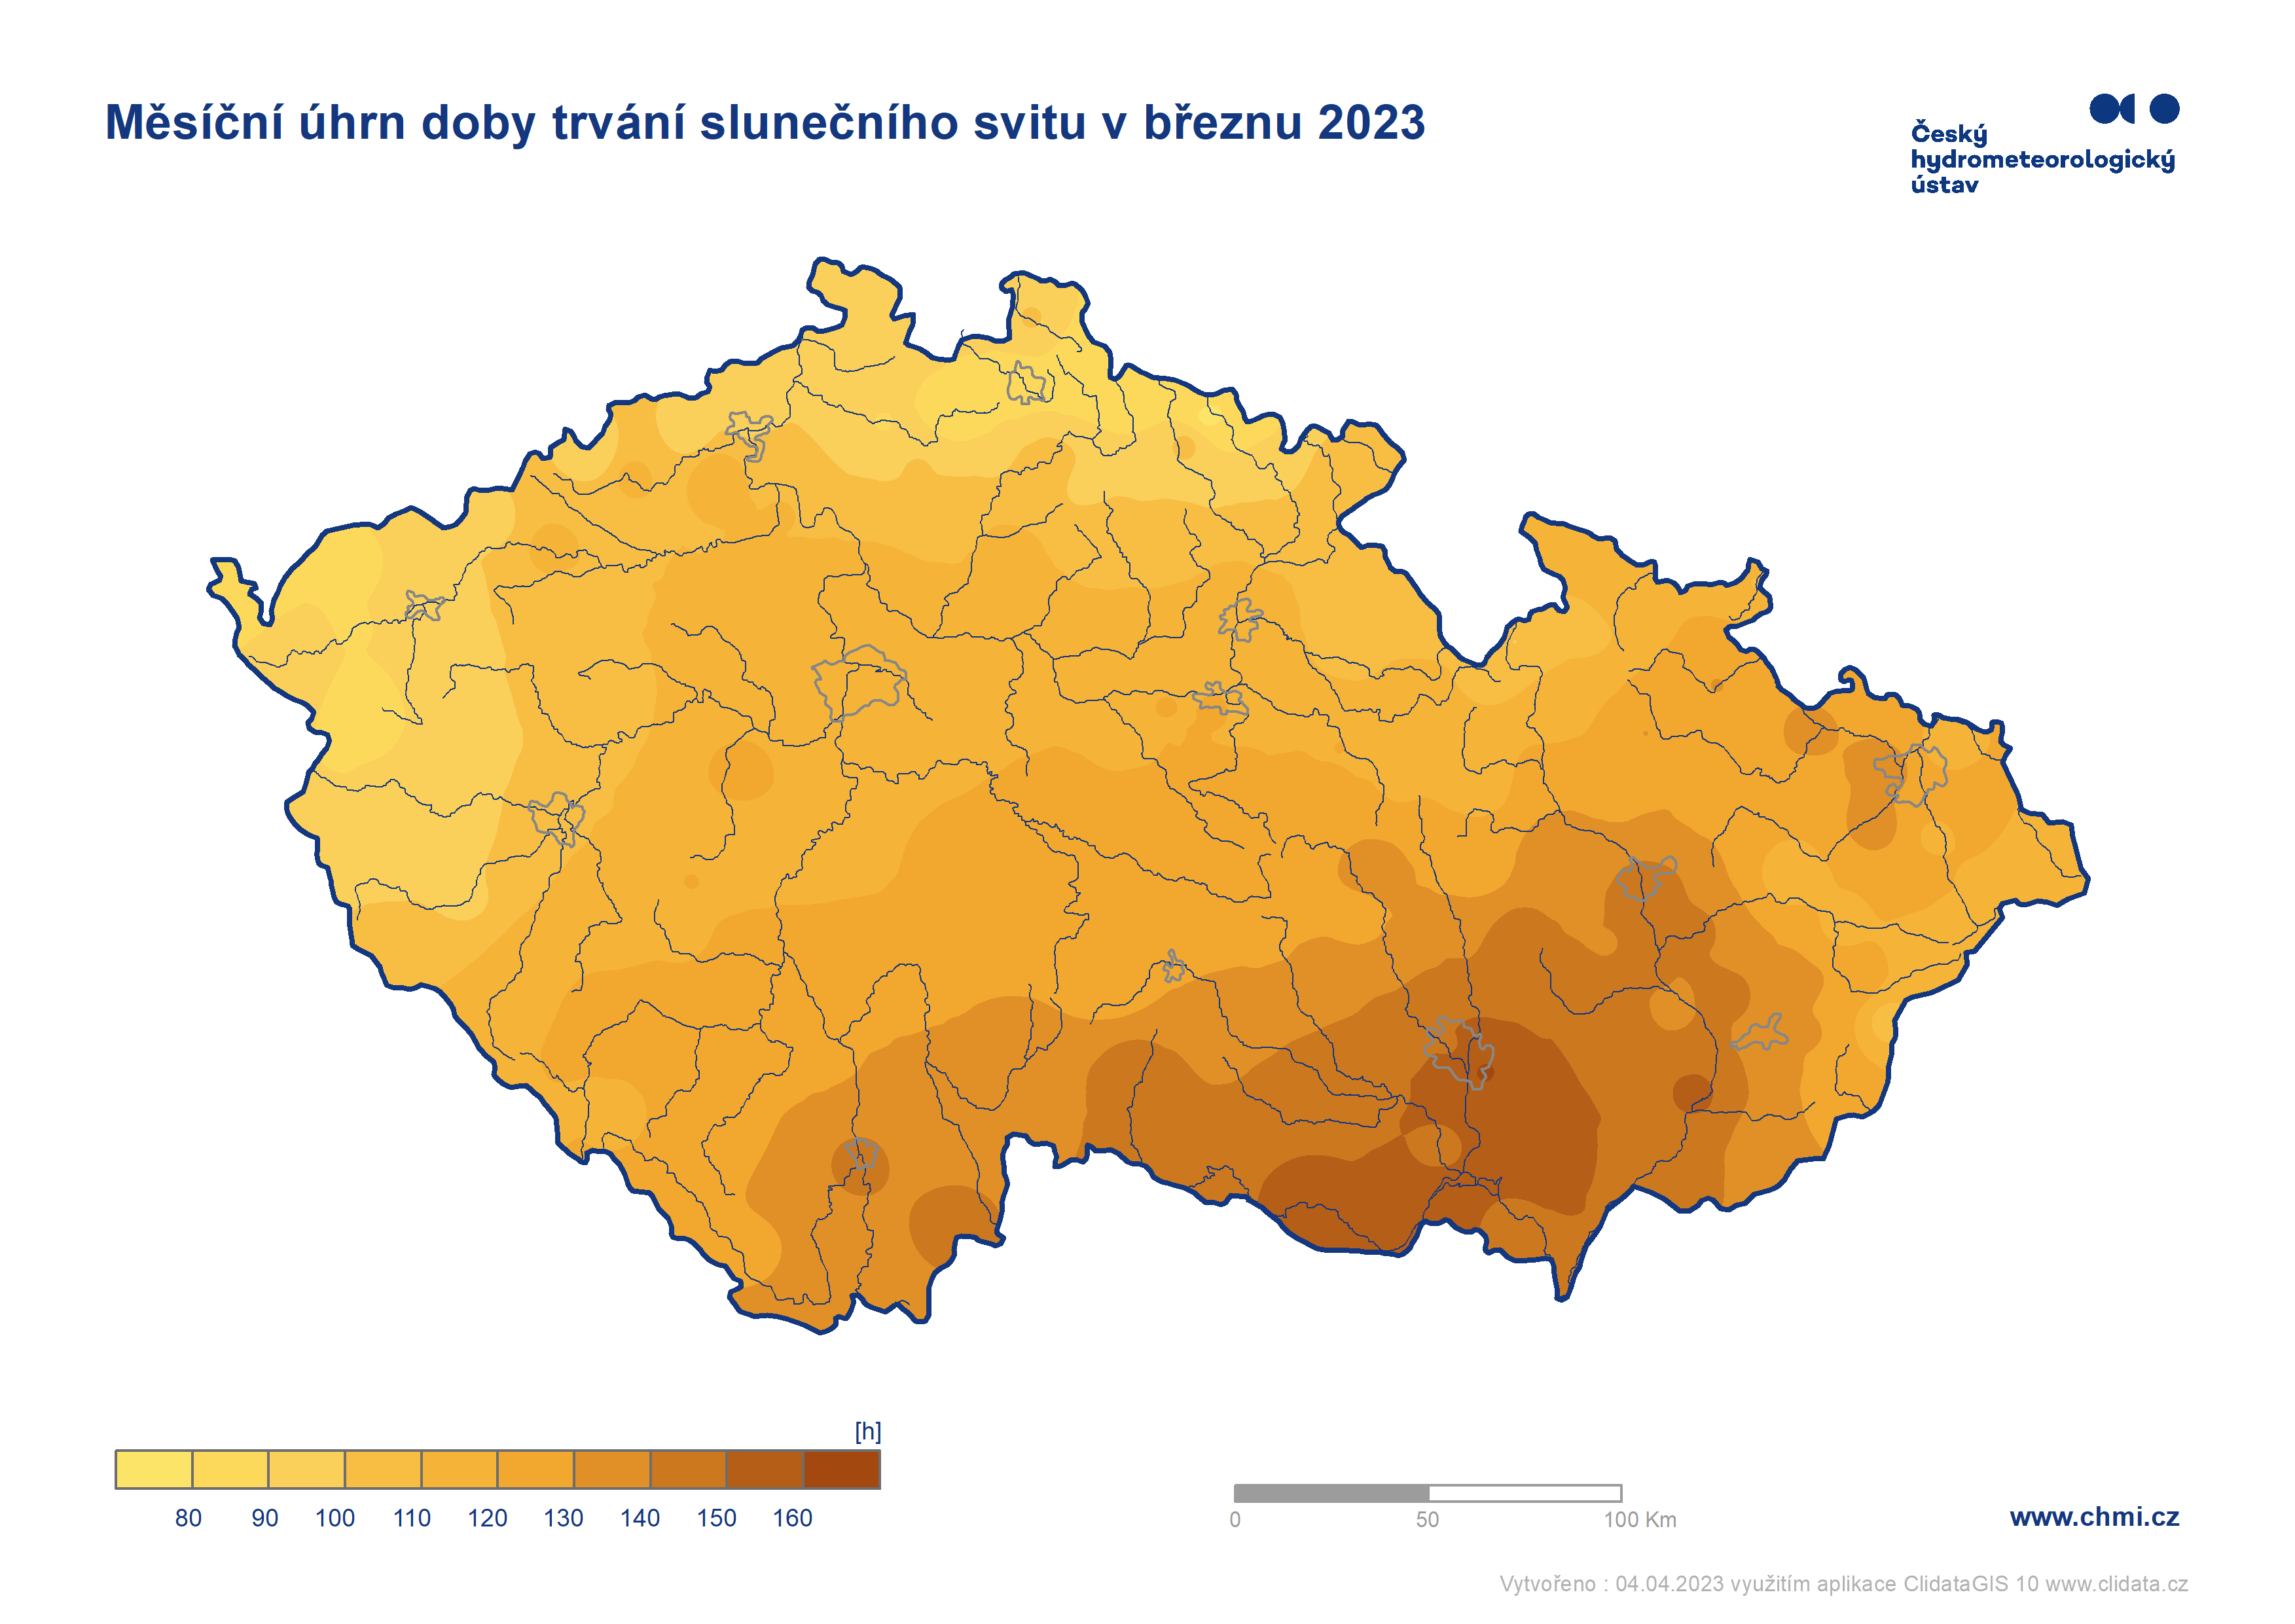 Měsíční úhrn doby trvání slunečního svitu v březnu 2023
Český
hydrometeorologický
ústav
[h]
80 90 100 110 120 130 140 150 160
0 50 100 Km
www.chmi.cz
Vytvořeno : 04.04.2023 využitím aplikace ClidataGIS 10 www.clidata.cz